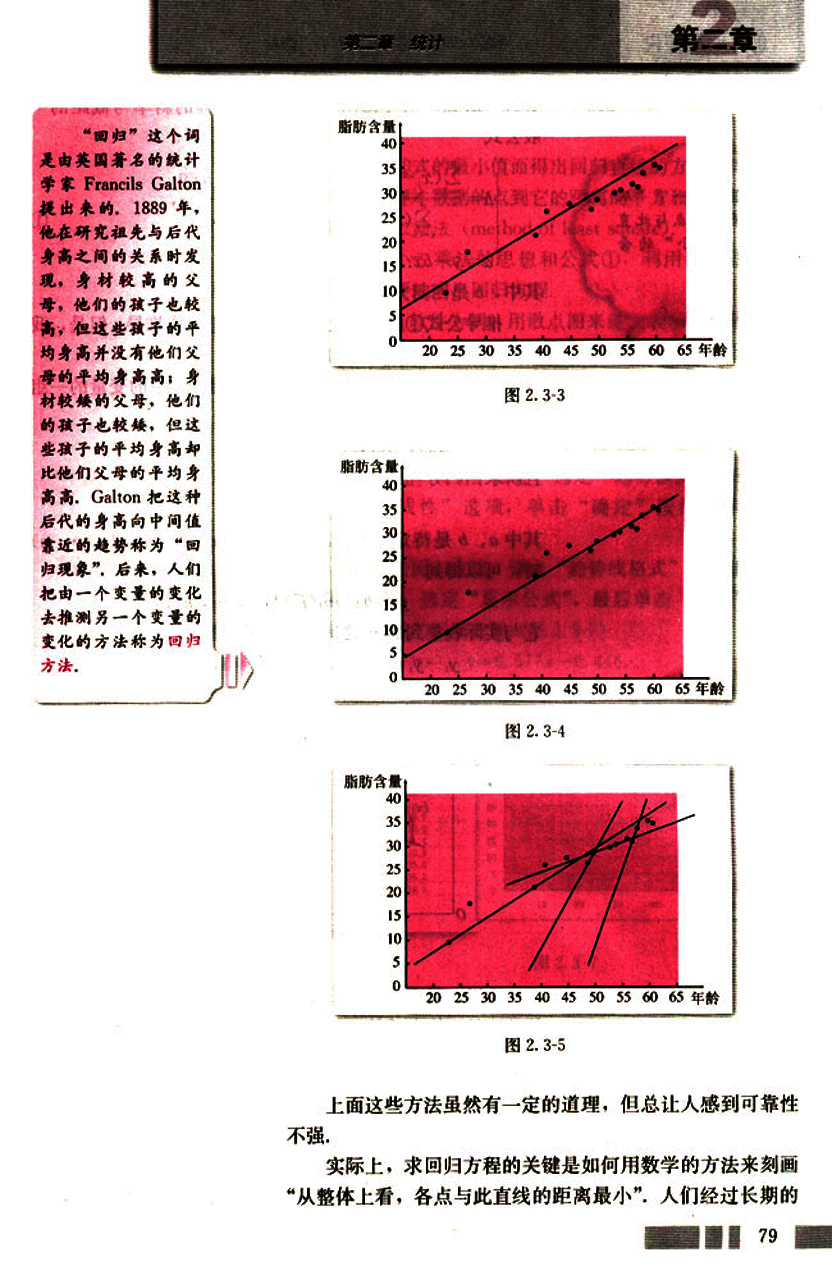 第二章 统计
第二章
“回归”这个词
是由英国著名的统计
学家 Francils Galton
提出来的. 1889 年,
他在研究祖先与后代
身高之间的关系时发
现, 身材较高的父
母, 他们的孩子也较
高, 但这些孩子的平
均身高并没有他们父
母的平均身高高; 身
材较矮的父母, 他们
的孩子也较矮, 但这
些孩子的平均身高却
比他们父母的平均身
高高. Galton 把这种
后代的身高向中间值
靠近的趋势称为“回
归现象”. 后来, 人们
把由一个变量的变化
去推测另一个变量的
变化的方法称为回归
方法.
脂肪含量
40
35
30
25
20
15
10
5
0
20 25 30 35 40 45 50 55 60 65 年龄
图 2.3-3
脂肪含量
40
35
30
25
20
15
10
5
0
20 25 30 35 40 45 50 55 60 65 年龄
图 2.3-4
脂肪含量
40
35
30
25
20
15
10
5
0
20 25 30 35 40 45 50 55 60 65 年龄
图 2.3-5
上面这些方法虽然有一定的道理, 但总让人感到可靠性
不强.
实际上, 求回归方程的关键是如何用数学的方法来刻画
“从整体上看, 各点与此直线的距离最小”. 人们经过长期的
79